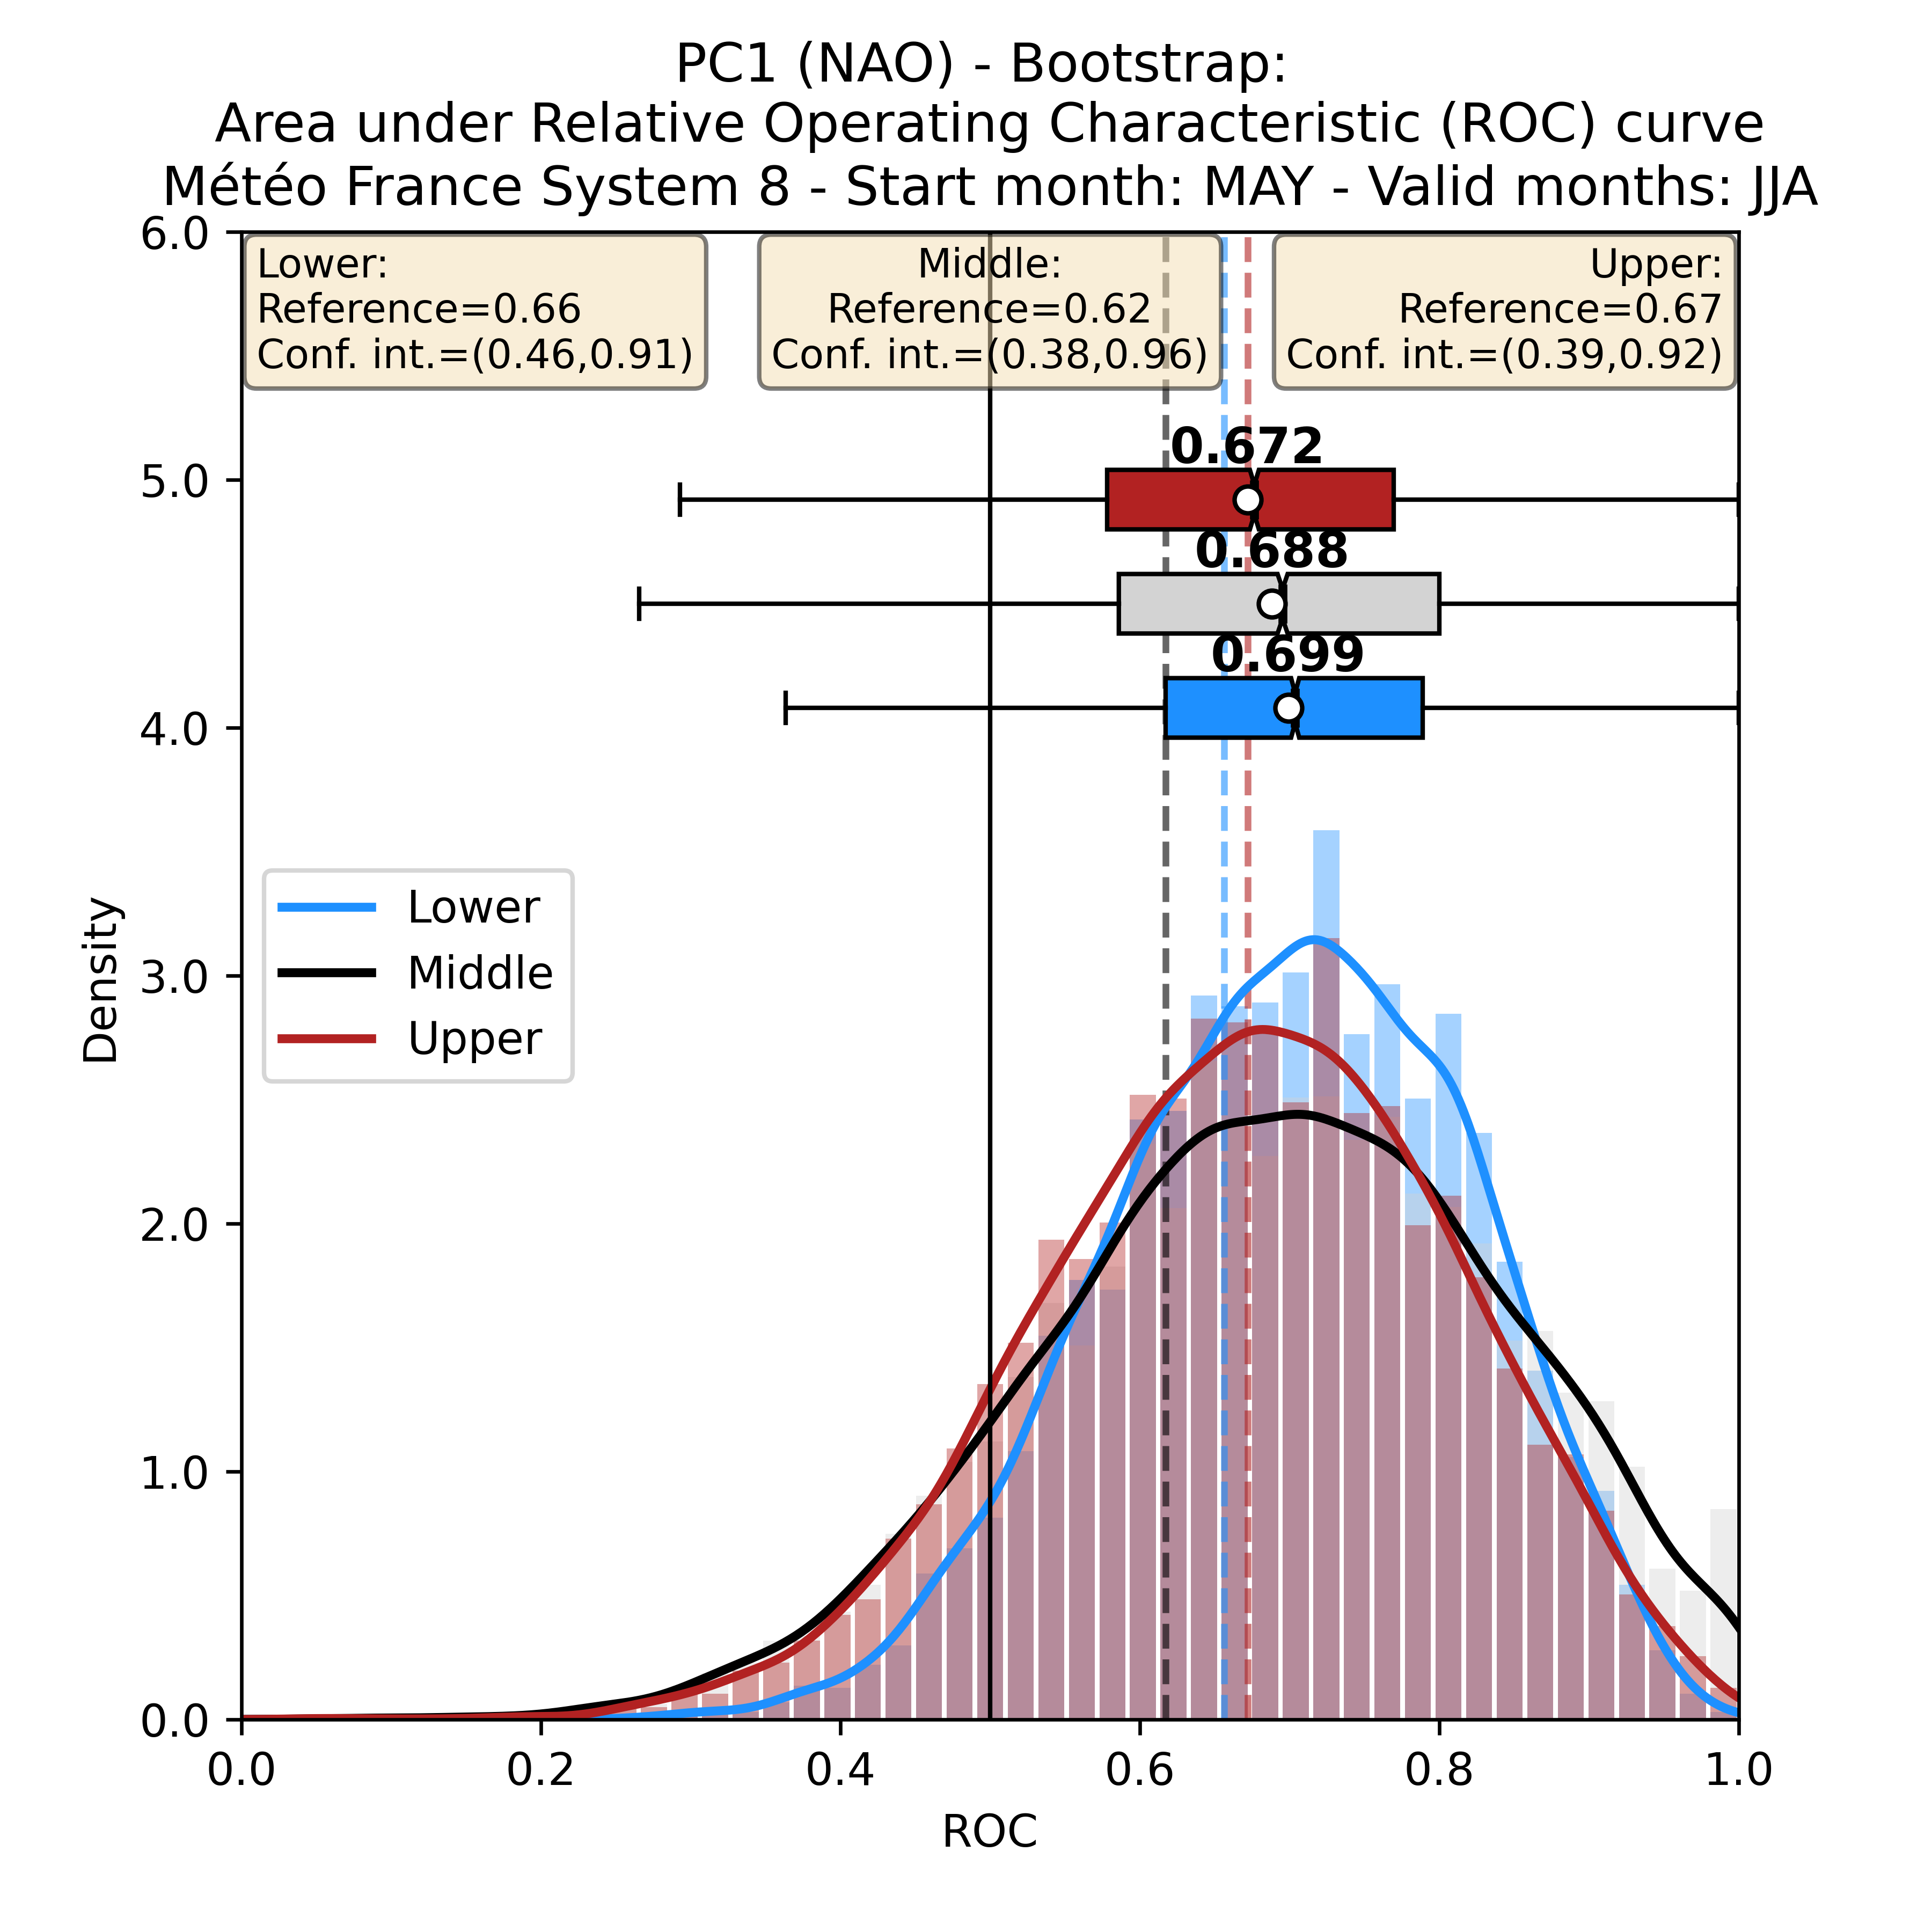 PC1 (NAO) - Bootstrap:
Area under Relative Operating Characteristic (ROC) curve
Météo France System 8 - Start month: MAY - Valid months: JJA
Lower:
Reference=0.66
Conf. int.=(0.46,0.91)
Middle:
Reference=0.62
Conf. int.=(0.38,0.96)
Upper:
Reference=0.67
Conf. int.=(0.39,0.92)
0.672
0.688
0.699
Lower
Middle
Upper
Density
6.0
5.0
4.0
3.0
2.0
1.0
0.0
0.0 0.2 0.4 0.6 0.8 1.0
ROC